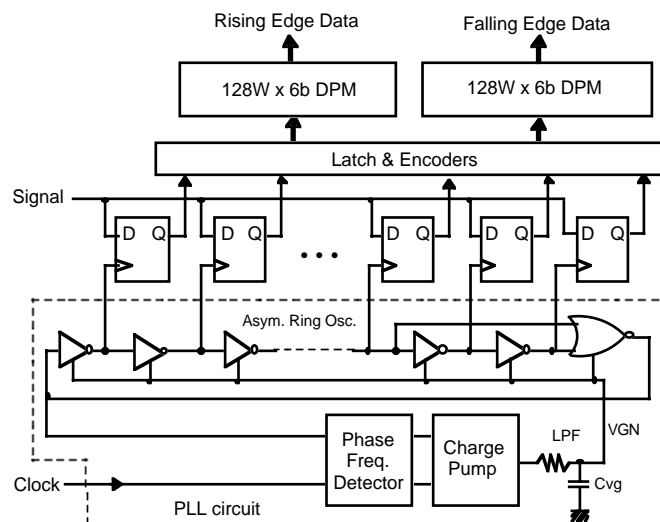 Rising Edge Data
Falling Edge Data
128W x 6b DPM
128W x 6b DPM
Latch & Encoders
Signal
D Q
D Q
• • •
D Q
D Q
D Q
Asym. Ring Osc.
Phase
Freq.
Detector
Charge
Pump
LPF
VGN
Cvg
Clock
PLL circuit